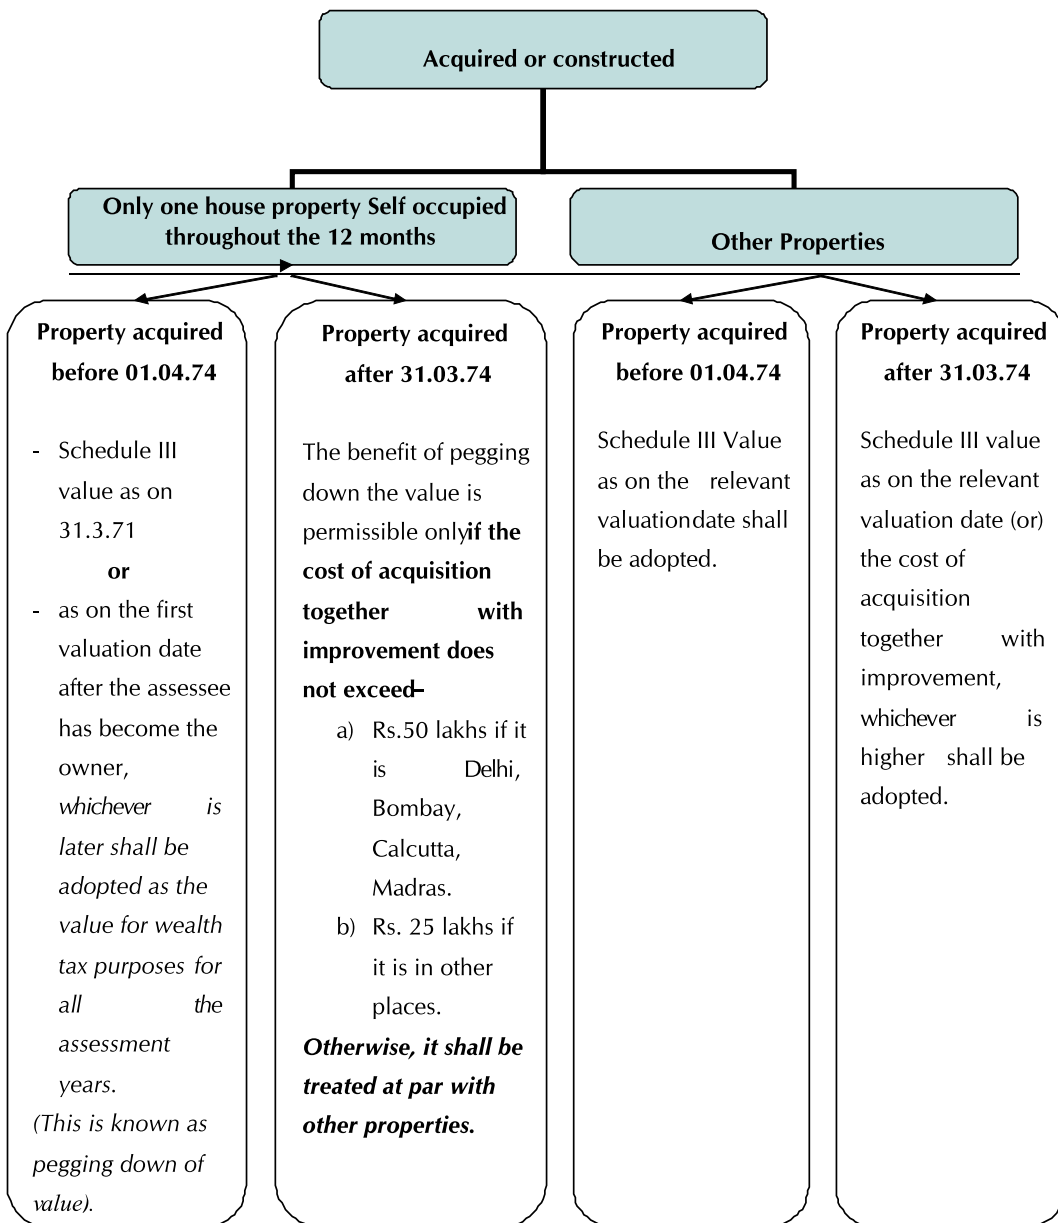 Acquired or constructed
Only one house property Self occupied
throughout the 12 months
Other Properties
Property acquired
before 01.04.74
- Schedule III
value as on
31.3.71
or
- as on the first
valuation date
after the assessee
has become the
owner,
whichever is
later shall be
adopted as the
value for wealth
tax purposes for
all the
assessment
years.
(This is known as
pegging down of
value).
Property acquired
after 31.03.74
The benefit of pegging
down the value is
permissible only if the
cost of acquisition
together with
improvement does
not exceed–
a) Rs.50 lakhs if it
is Delhi,
Bombay,
Calcutta,
Madras.
b) Rs. 25 lakhs if
it is in other
places.
Otherwise, it shall be
treated at par with
other properties.
Property acquired
before 01.04.74
Schedule III Value
as on the relevant
valuation date shall
be adopted.
Property acquired
after 31.03.74
Schedule III value
as on the relevant
valuation date (or)
the cost of
acquisition
together with
improvement,
whichever is
higher shall be
adopted.